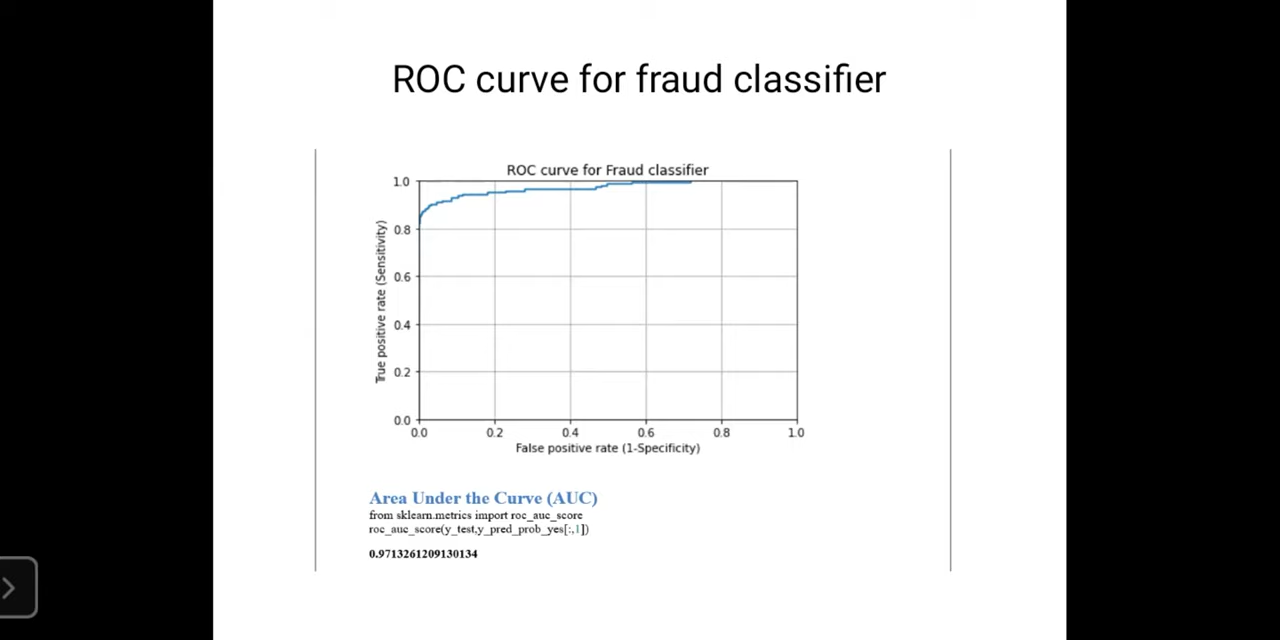 ROC curve for fraud classifier
ROC curve for Fraud classifier
1.0
0.8
0.6
0.4
0.2
0.0
True positive rate (Sensitivity)
0.0 0.2 0.4 0.6 0.8 1.0
False positive rate (1-Specificity)
Area Under the Curve (AUC)
from sklearn.metrics import roc_auc_score
roc_auc_score(y_test,y_pred_prob_yes[:,1])
0.9713261209130134